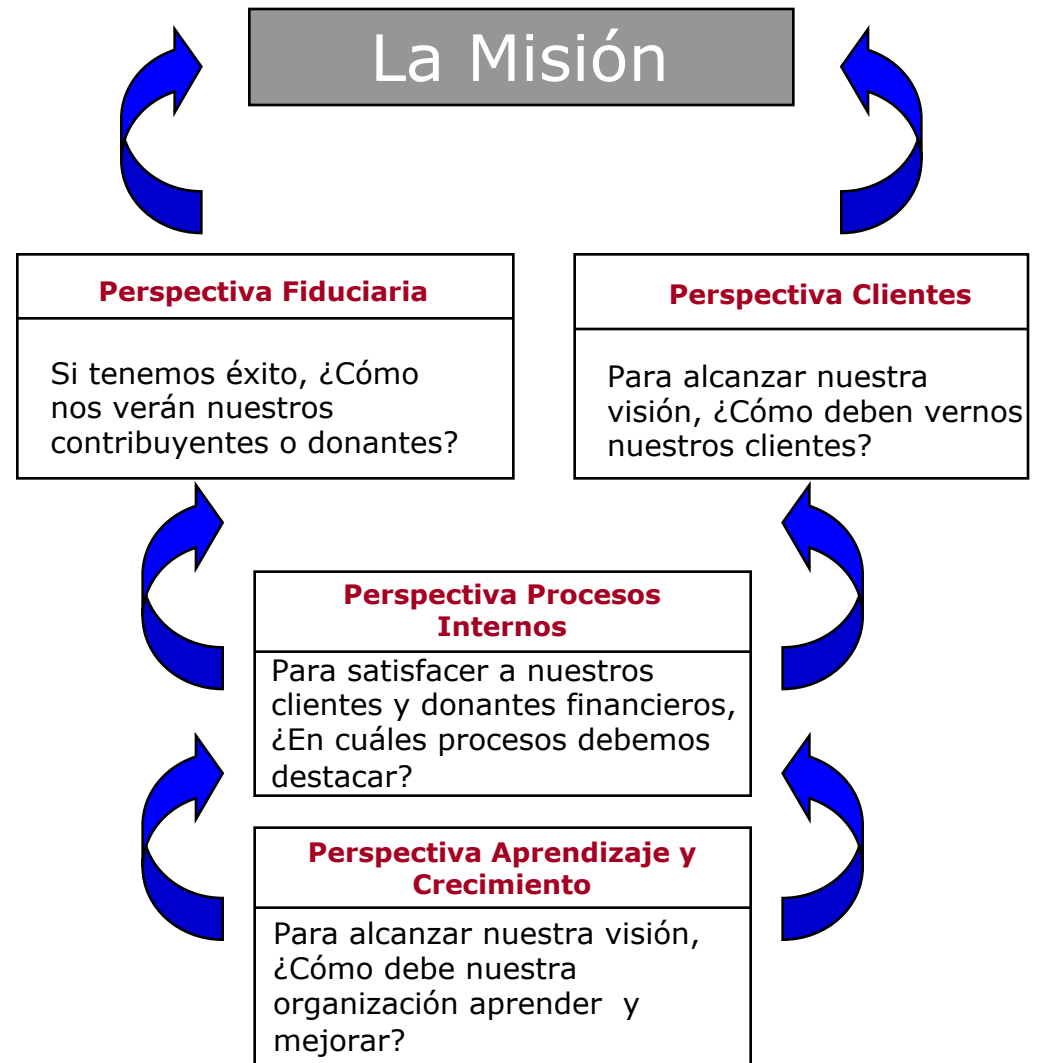 La Misión
Perspectiva Fiduciaria
Si tenemos éxito, ¿Cómo
nos verán nuestros
contribuyentes o donantes?
Perspectiva Clientes
Para alcanzar nuestra
visión, ¿Cómo deben vernos
nuestros clientes?
Perspectiva Procesos
Internos
Para satisfacer a nuestros
clientes y donantes financieros,
¿En cuáles procesos debemos
destacar?
Perspectiva Aprendizaje y
Crecimiento
Para alcanzar nuestra visión,
¿Cómo debe nuestra
organización aprender y
mejorar?